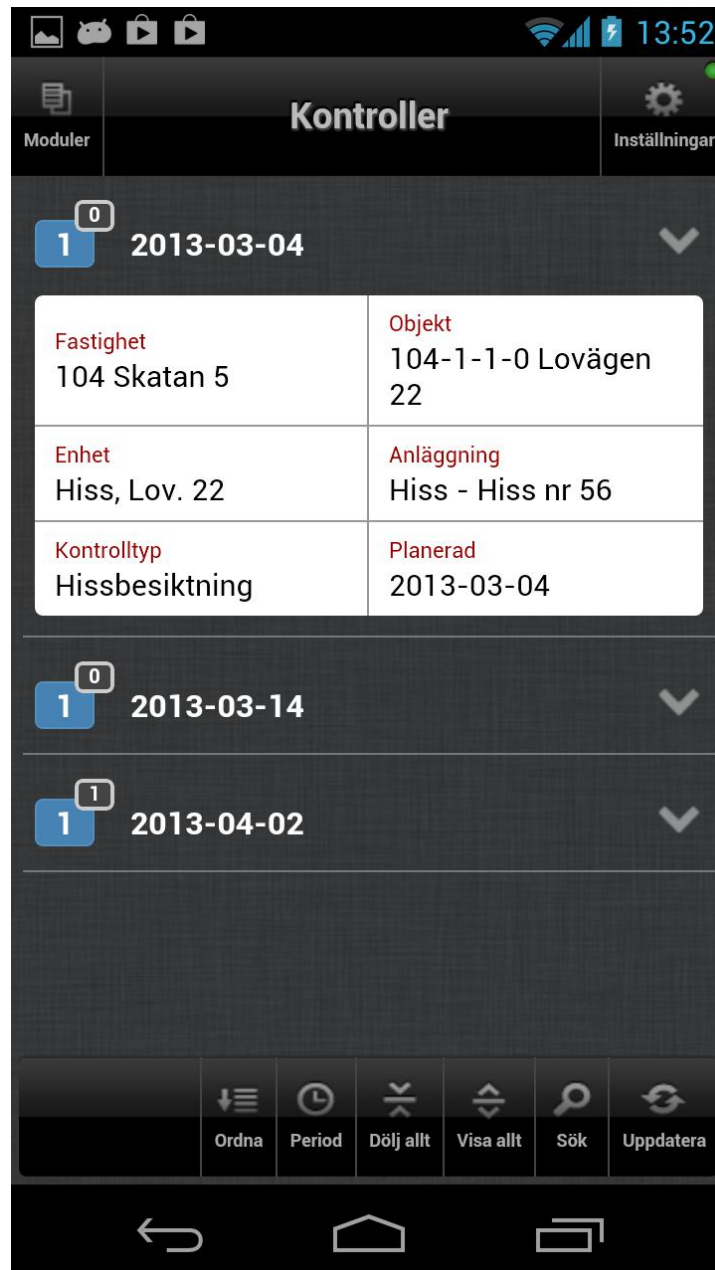 13:52
Moduler
Kontroller
Inställningar
0
1
2013-03-04
Fastighet
104 Skatan 5
Objekt
104-1-1-0 Lovägen
22
Enhet
Hiss, Lov. 22
Anläggning
Hiss - Hiss nr 56
Kontrolltyp
Hissbesiktning
Planerad
2013-03-04
0
1
2013-03-14
1
1
2013-04-02
Ordna
Period
Dölj allt
Visa allt
Sök
Uppdatera